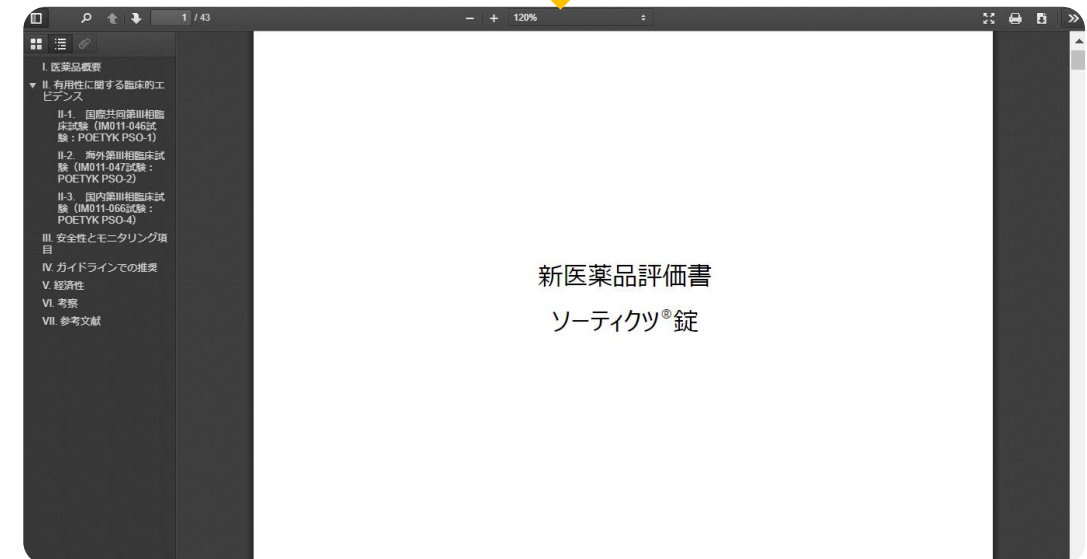 1 / 43
− + 120%
I. 医薬品概要
II. 有用性に関する臨床的エ
ビデンス
II-1. 国際共同第III相臨
床試験（IM011-046試
験：POETYK PSO-1）
II-2. 海外第III相臨床試
験（IM011-047試験：
POETYK PSO-2）
II-3. 国内第III相臨床試
験（IM011-066試験：
POETYK PSO-4）
III. 安全性とモニタリング項
目
IV. ガイドラインでの推奨
V. 経済性
VI. 考察
VII. 参考文献
新医薬品評価書
ソーティクツ®錠